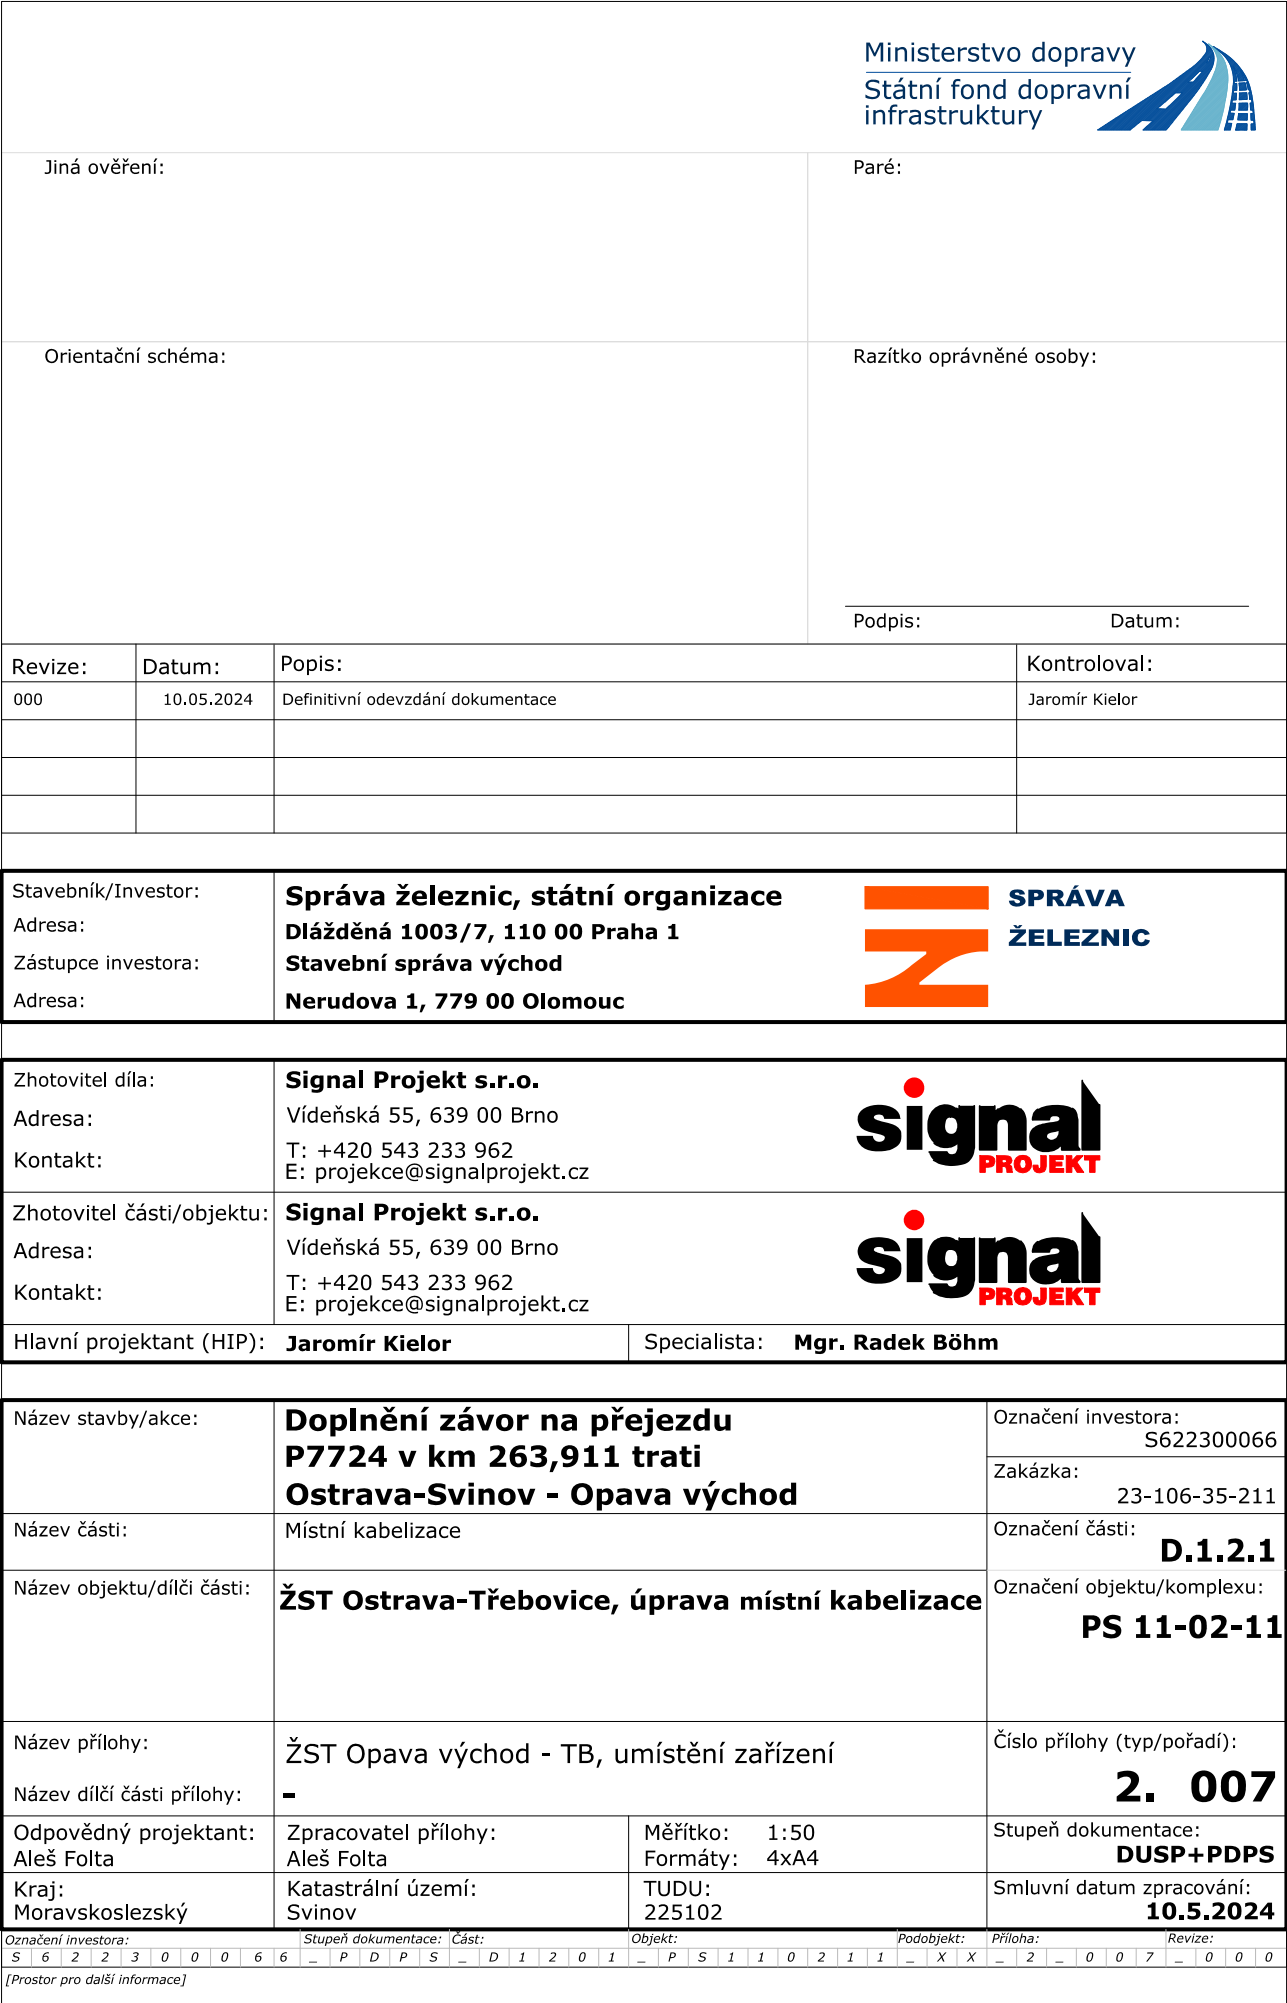 Ministerstvo dopravy
Státní fond dopravní
infrastruktury
Jiná ověření:
Paré:
Orientační schéma:
Razítko oprávněné osoby:
Podpis: Datum:
Revize: Datum: Popis: Kontroloval:
000 10.05.2024 Definitivní odevzdání dokumentace Jaromír Kielor
Stavebník/Investor: Správa železnic, státní organizace
Adresa: Dlážděná 1003/7, 110 00 Praha 1
Zástupce investora: Stavební správa východ
Adresa: Nerudova 1, 779 00 Olomouc
SPRÁVA
ŽELEZNIC
Zhotovitel díla: Signal Projekt s.r.o.
Adresa: Vídeňská 55, 639 00 Brno
Kontakt: T: +420 543 233 962
E: projekce@signalprojekt.cz
signal
PROJEKT
Zhotovitel části/objektu: Signal Projekt s.r.o.
Adresa: Vídeňská 55, 639 00 Brno
Kontakt: T: +420 543 233 962
E: projekce@signalprojekt.cz
signal
PROJEKT
Hlavní projektant (HIP): Jaromír Kielor Specialista: Mgr. Radek Böhm
Název stavby/akce: Doplnění závor na přejezdu
P7724 v km 263,911 trati
Ostrava-Svinov - Opava východ
Označení investora:
S622300066
Zakázka:
23-106-35-211
Název části: Místní kabelizace
Označení části:
D.1.2.1
Název objektu/dílči části: ŽST Ostrava-Třebovice, úprava místní kabelizace
Označení objektu/komplexu:
PS 11-02-11
Název přílohy: ŽST Opava východ - TB, umístění zařízení
Název dílčí části přílohy: -
Číslo přílohy (typ/pořadí):
2. 007
Odpovědný projektant: Zpracovatel přílohy: Měřítko: 1:50 Stupeň dokumentace:
Aleš Folta Aleš Folta Formáty: 4xA4 DUSP+PDPS
Kraj: Katastrální území: TUDU: Smluvní datum zpracování:
Moravskoslezský Svinov 225102 10.5.2024
Označení investora: Stupeň dokumentace: Část: Objekt: Podobjekt: Příloha: Revize:
S 6 2 2 3 0 0 0 6 6 _ P D P S _ D 1 2 0 1 _ P S 1 1 0 2 1 1 _ X X _ 2 _ 0 0 7 _ 0 0 0
[Prostor pro další informace]